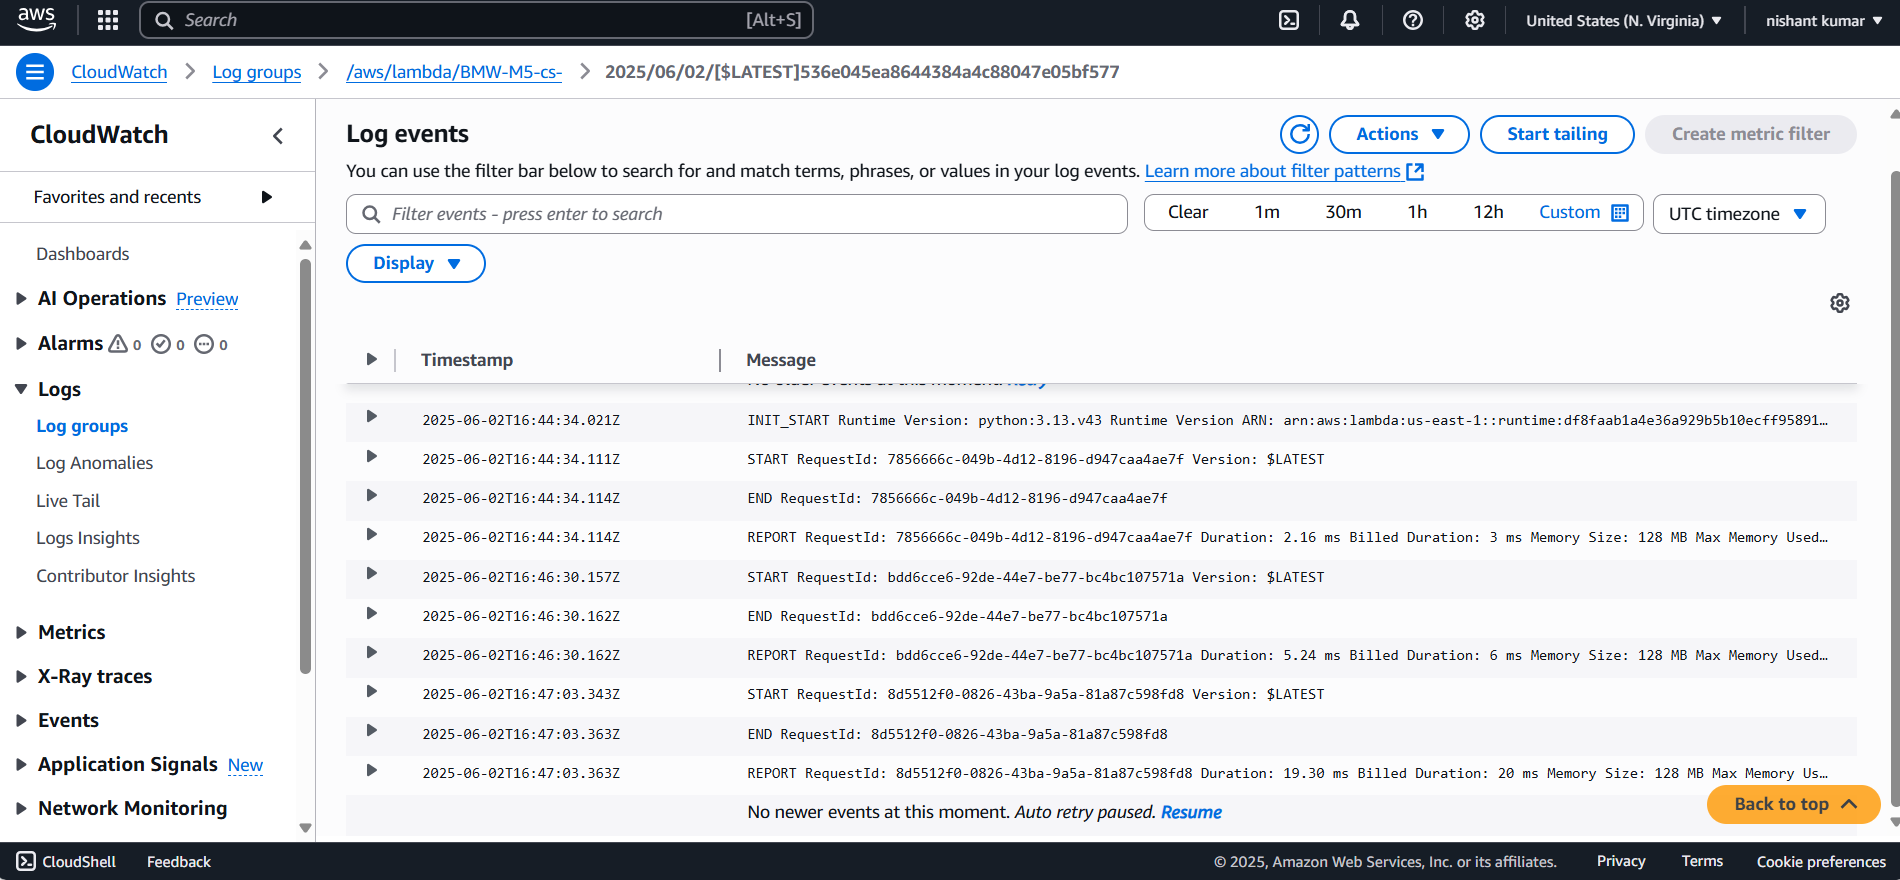 aws Search [Alt+S] United States (N. Virginia) nishant kumar
CloudWatch Log groups /aws/lambda/BMW-M5-cs- 2025/06/02/[$LATEST]536e045ea8644384a4c88047e05bf577
CloudWatch
Favorites and recents
Dashboards
AI Operations Preview
Alarms 0 0 0
Logs
Log groups
Log Anomalies
Live Tail
Logs Insights
Contributor Insights
Metrics
X-Ray traces
Events
Application Signals New
Network Monitoring
Log events
Actions Start tailing Create metric filter
You can use the filter bar below to search for and match terms, phrases, or values in your log events. Learn more about filter patterns
Filter events - press enter to search Clear 1m 30m 1h 12h Custom UTC timezone
Display
Timestamp Message
No older events at this moment. Retry
2025-06-02T16:44:34.021Z INIT_START Runtime Version: python:3.13.v43 Runtime Version ARN: arn:aws:lambda:us-east-1::runtime:df8faab1a4e36a929b5b10ecff95891…
2025-06-02T16:44:34.111Z START RequestId: 7856666c-049b-4d12-8196-d947caa4ae7f Version: $LATEST
2025-06-02T16:44:34.114Z END RequestId: 7856666c-049b-4d12-8196-d947caa4ae7f
2025-06-02T16:44:34.114Z REPORT RequestId: 7856666c-049b-4d12-8196-d947caa4ae7f Duration: 2.16 ms Billed Duration: 3 ms Memory Size: 128 MB Max Memory Used…
2025-06-02T16:46:30.157Z START RequestId: bdd6cce6-92de-44e7-be77-bc4bc107571a Version: $LATEST
2025-06-02T16:46:30.162Z END RequestId: bdd6cce6-92de-44e7-be77-bc4bc107571a
2025-06-02T16:46:30.162Z REPORT RequestId: bdd6cce6-92de-44e7-be77-bc4bc107571a Duration: 5.24 ms Billed Duration: 6 ms Memory Size: 128 MB Max Memory Used…
2025-06-02T16:47:03.343Z START RequestId: 8d5512f0-0826-43ba-9a5a-81a87c598fd8 Version: $LATEST
2025-06-02T16:47:03.363Z END RequestId: 8d5512f0-0826-43ba-9a5a-81a87c598fd8
2025-06-02T16:47:03.363Z REPORT RequestId: 8d5512f0-0826-43ba-9a5a-81a87c598fd8 Duration: 19.30 ms Billed Duration: 20 ms Memory Size: 128 MB Max Memory Us…
No newer events at this moment. Auto retry paused. Resume
Back to top
CloudShell Feedback © 2025, Amazon Web Services, Inc. or its affiliates. Privacy Terms Cookie preferences